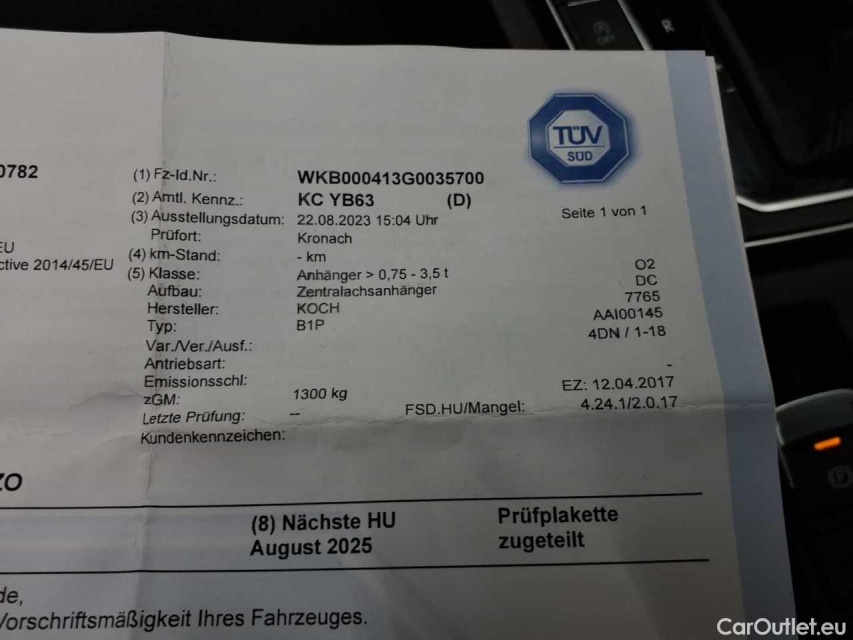 R
TÜV
SÜD
0782
(1) Fz-Id.Nr.: WKB000413G0035700
(2) Amtl. Kennz.: KC YB63 (D)
Seite 1 von 1
(3) Ausstellungsdatum: 22.08.2023 15:04 Uhr
Prüfort: Kronach
EU
(4) km-Stand: - km
ctive 2014/45/EU
(5) Klasse: Anhänger > 0,75 - 3,5 t O2
Aufbau: Zentralachsanhänger DC
Hersteller: KOCH 7765
Typ: B1P AAI00145
Var./Ver./Ausf.: 4DN / 1-18
Antriebsart:
Emissionsschl: -
zGM: 1300 kg EZ: 12.04.2017
Letzte Prüfung: -- FSD.HU/Mangel: 4.24.1/2.0.17
Kundenkennzeichen:
ZO
(8) Nächste HU Prüfplakette
August 2025 zugeteilt
de,
Vorschriftsmäßigkeit Ihres Fahrzeuges.
CarOutlet.eu